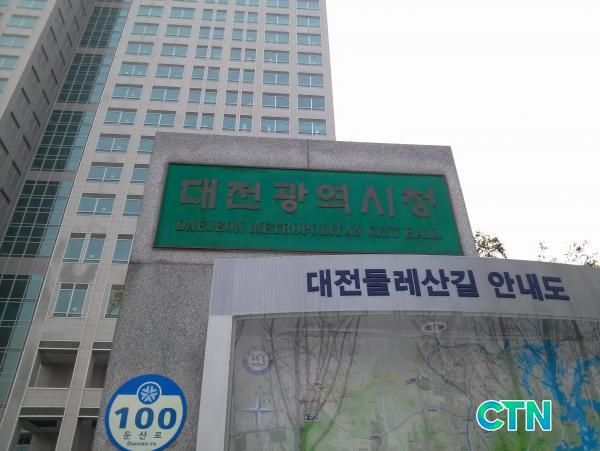 대전광역시청
DAEJEON METROPOLITAN CITY HALL
대전둘레산길 안내도
100
둔산로
Dunsan-ro
CTN